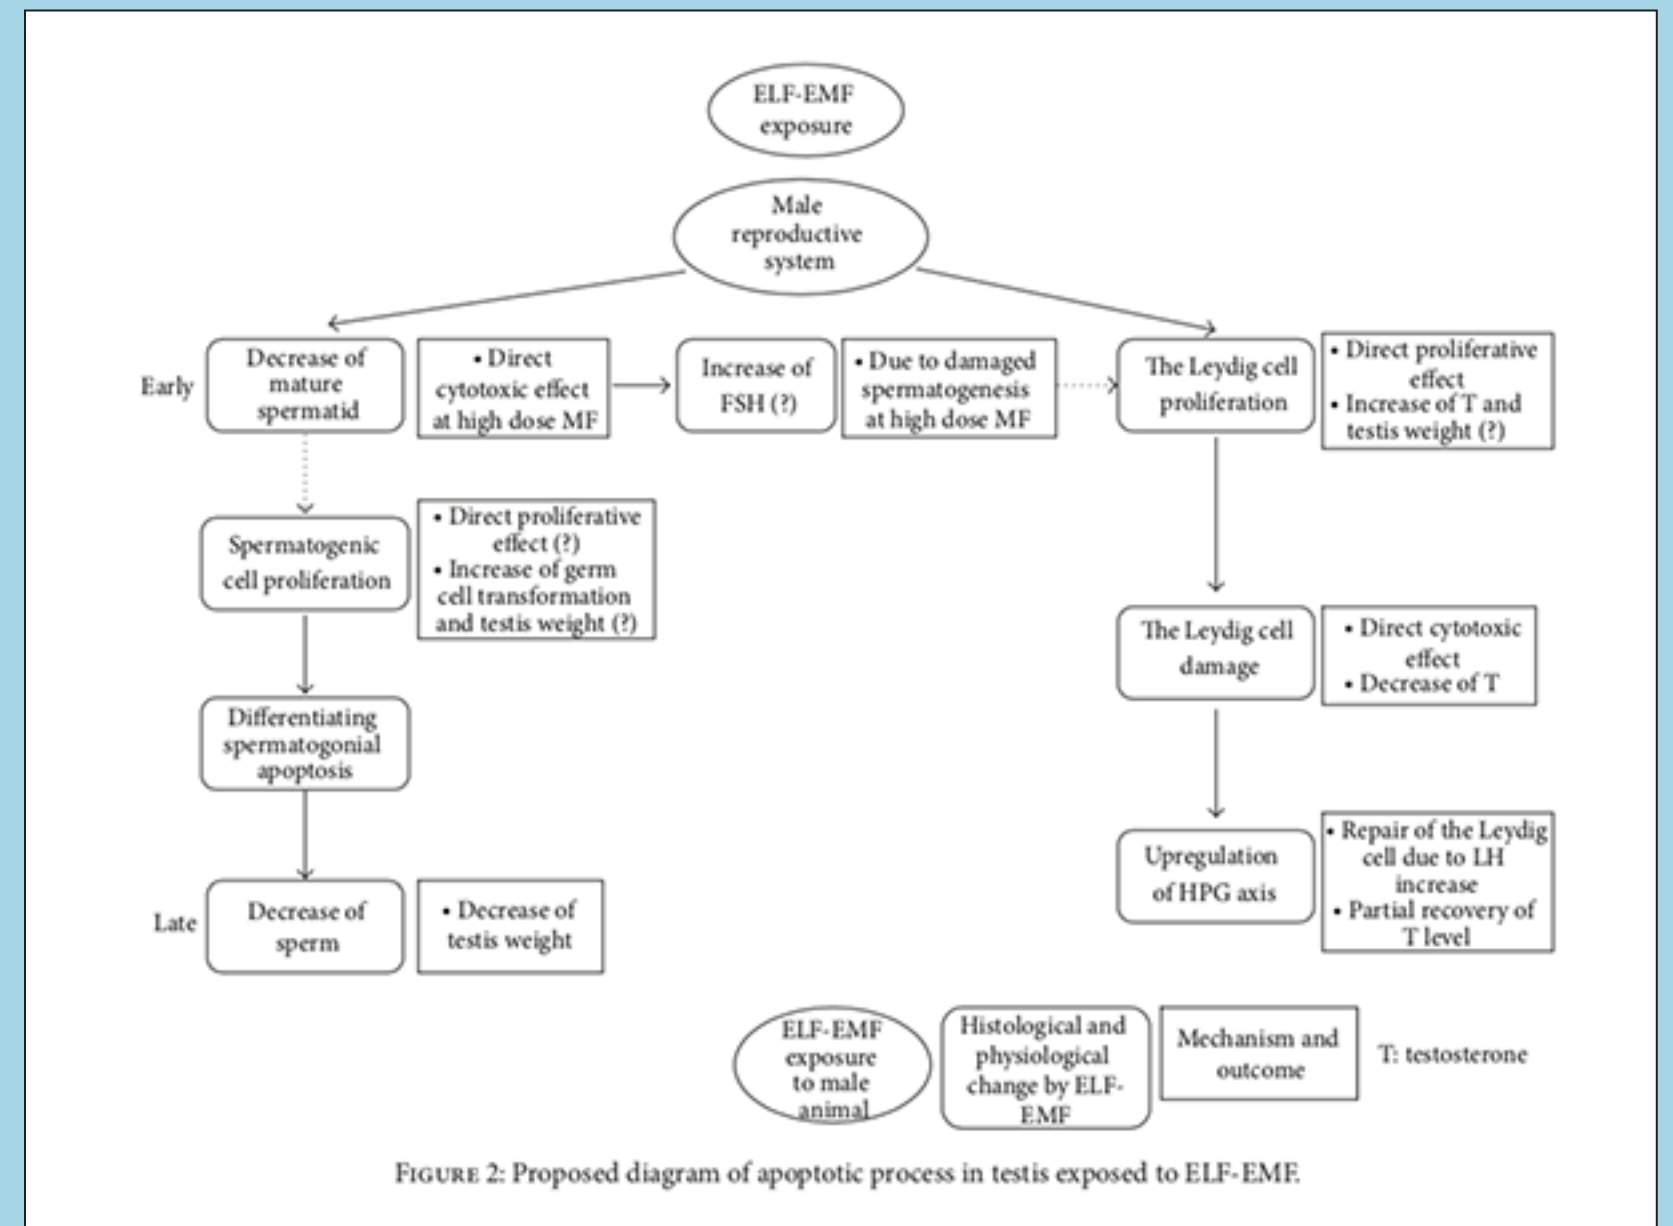 ELF-EMF
exposure
Male
reproductive
system
Early
Decrease of
mature
spermatid
• Direct
cytotoxic effect
at high dose MF
Increase of
FSH (?)
• Due to damaged
spermatogenesis
at high dose MF
The Leydig cell
proliferation
• Direct proliferative
effect
• Increase of T and
testis weight (?)
Spermatogenic
cell proliferation
• Direct proliferative
effect (?)
• Increase of germ
cell transformation
and testis weight (?)
The Leydig cell
damage
• Direct cytotoxic
effect
• Decrease of T
Differentiating
spermatogonial
apoptosis
Upregulation
of HPG axis
• Repair of the Leydig
cell due to LH
increase
• Partial recovery of
T level
Late
Decrease of
sperm
• Decrease of
testis weight
ELF-EMF
exposure
to male
animal
Histological and
physiological
change by ELF-
EMF
Mechanism and
outcome
T: testosterone
FIGURE 2: Proposed diagram of apoptotic process in testis exposed to ELF-EMF.